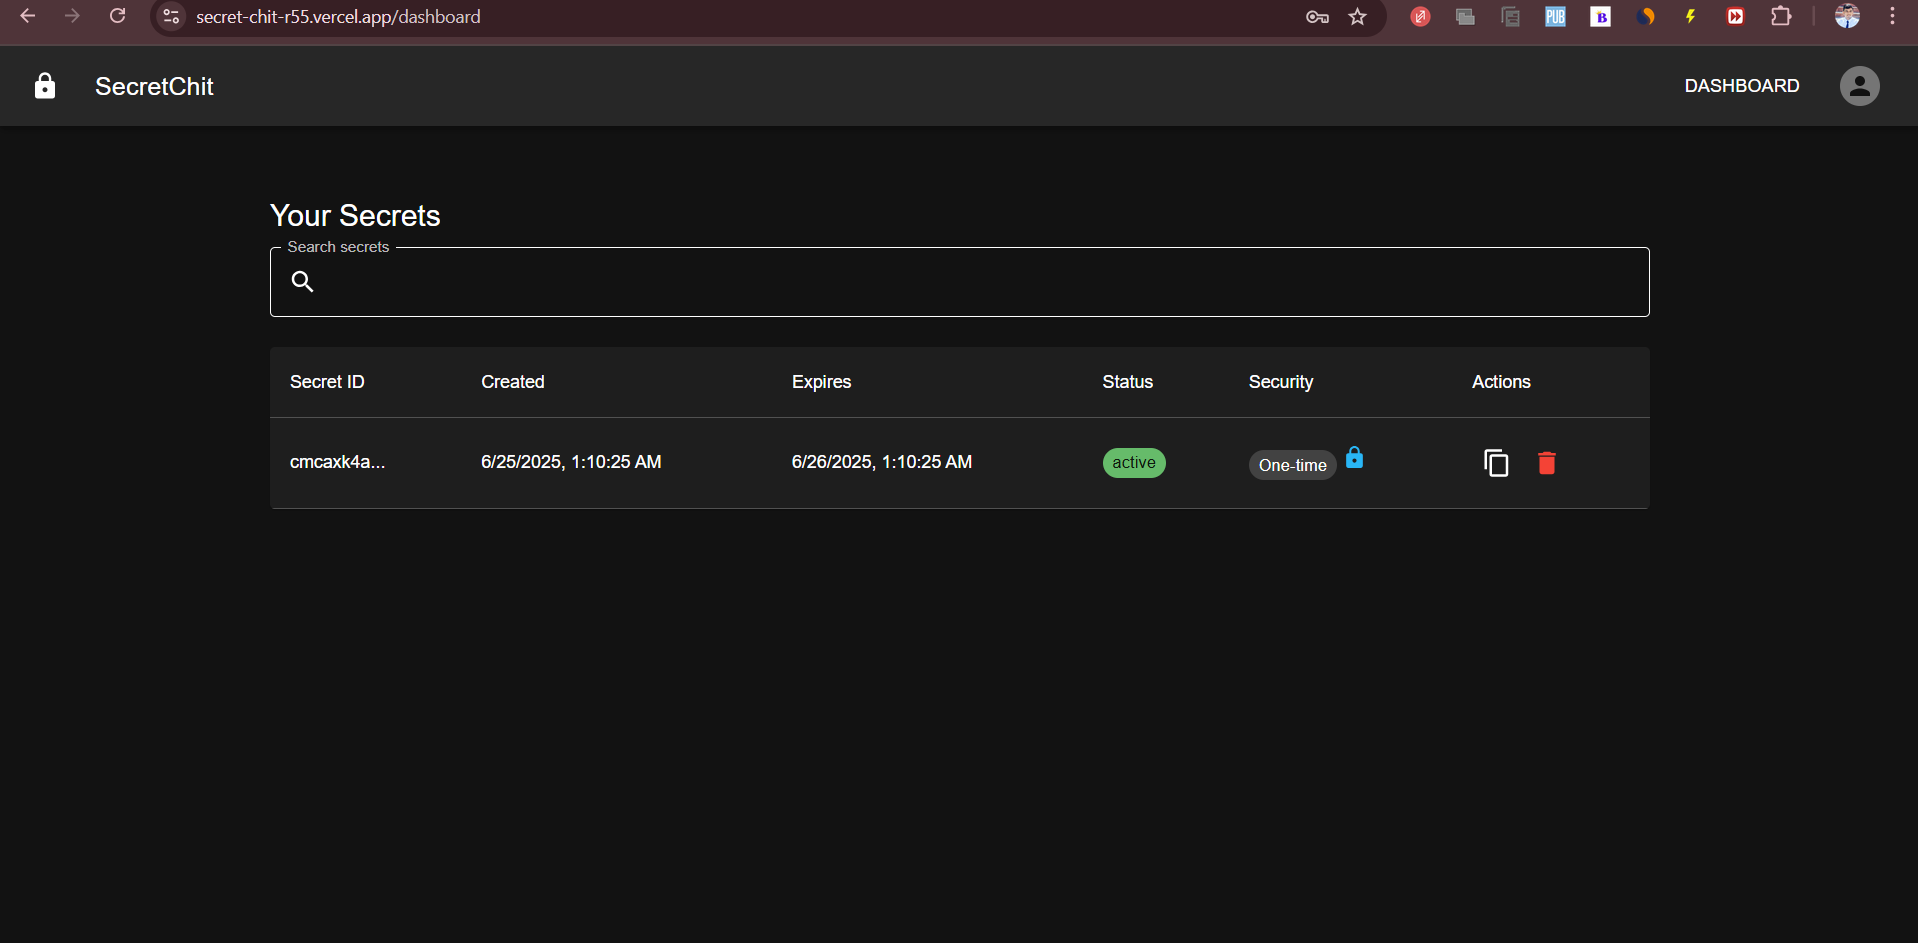 secret-chit-r55.vercel.app/dashboard
PUB
B
SecretChit
DASHBOARD
Your Secrets
Search secrets
Secret ID Created Expires Status Security Actions
cmcaxk4a... 6/25/2025, 1:10:25 AM 6/26/2025, 1:10:25 AM active One-time